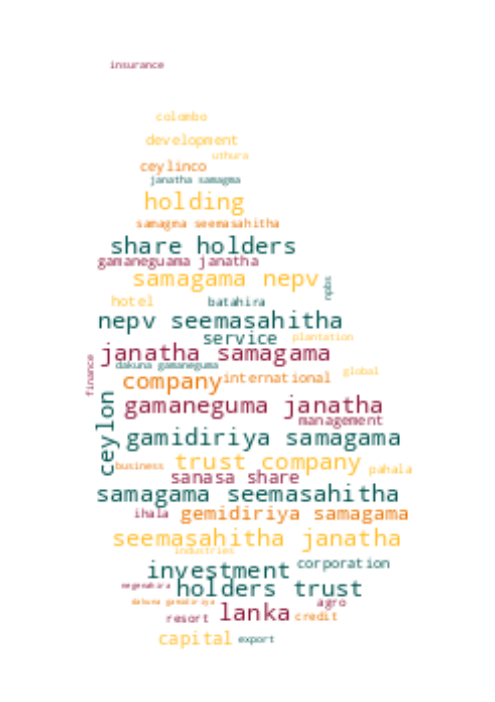 insurance
colombo
development
uthura
ceylinco
janatha samagma
holding
samagma seemasahitha
share holders
gamaneguama janatha
samagama nepv
npbs
hotel
batahira
nepv seemasahitha
service
plantation
janatha samagama
finance
dakuna gamaneguma
global
company
international
ceylon
gamaneguma janatha
management
gamidiriya samagama
business
trust company
pahala
sanasa share
samagama seemasahitha
ihala
gemidiriya samagama
seemasahitha janatha
industries
investment
corporation
negenahira
holders trust
dakuna gamidiriya
agro
resort
lanka
credit
capital
export